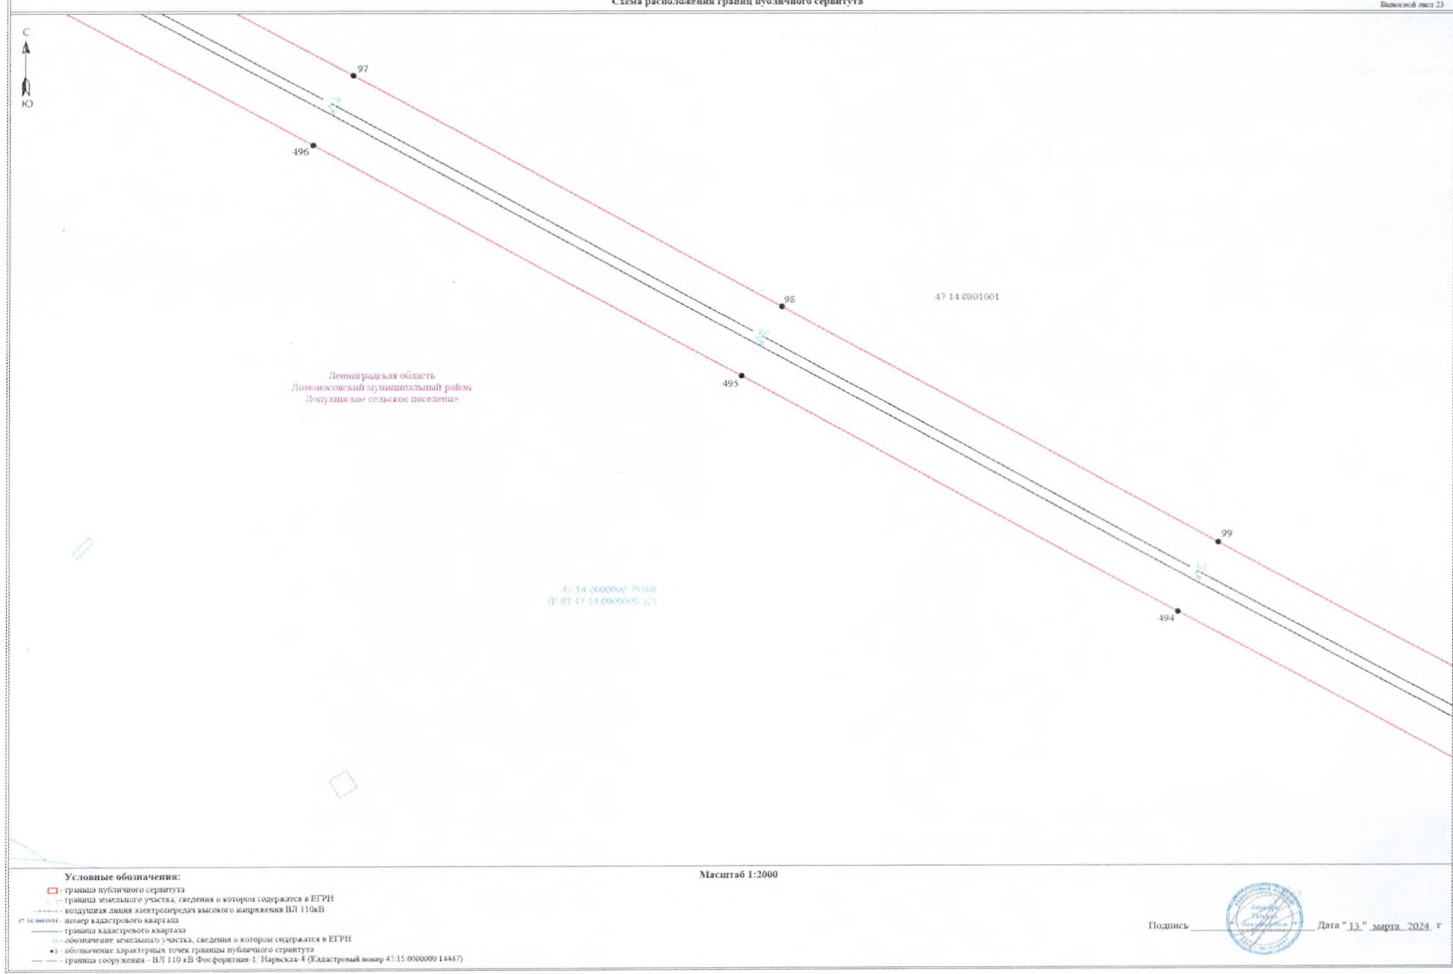 Схема расположения границ публичного сервитута
Выносной лист 23
С
Ю
97
496
98
47:14:0801001
495
Ленинградская область
Ломоносовский муниципальный район
Лопухинское сельское поселение
99
494
Условные обозначения:
- граница публичного сервитута
- граница земельного участка, сведения о котором содержатся в ЕГРН
- воздушная линия электропередач высокого напряжения ВЛ 110кВ
- номер кадастрового квартала
- граница кадастрового квартала
- обозначение земельного участка, сведения о котором содержатся в ЕГРН
- обозначение характерных точек границы публичного сервитута
- граница сооружения - ВЛ 110 кВ Фосфоритная-1/ Нарвская-4 (Кадастровый номер 47:15:0000000:14467)
Масштаб 1:2000
Подпись
Дата "13" марта 2024 г